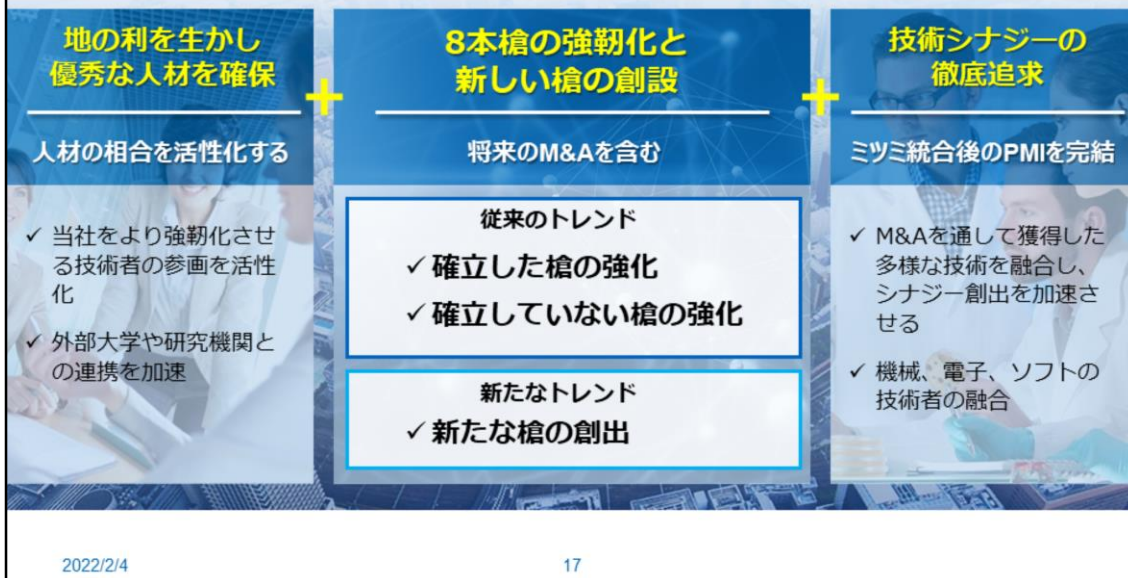 地の利を生かし
優秀な人材を確保
人材の相合を活性化する
✓ 当社をより強靭化させ
る技術者の参画を活性
化
✓ 外部大学や研究機関と
の連携を加速
+
8本槍の強靭化と
新しい槍の創設
将来のM&Aを含む
従来のトレンド
✓ 確立した槍の強化
✓ 確立していない槍の強化
新たなトレンド
✓ 新たな槍の創出
+
技術シナジーの
徹底追求
ミツミ統合後のPMIを完結
✓ M&Aを通して獲得した
多様な技術を融合し、
シナジー創出を加速さ
せる
✓ 機械、電子、ソフトの
技術者の融合
2022/2/4
17